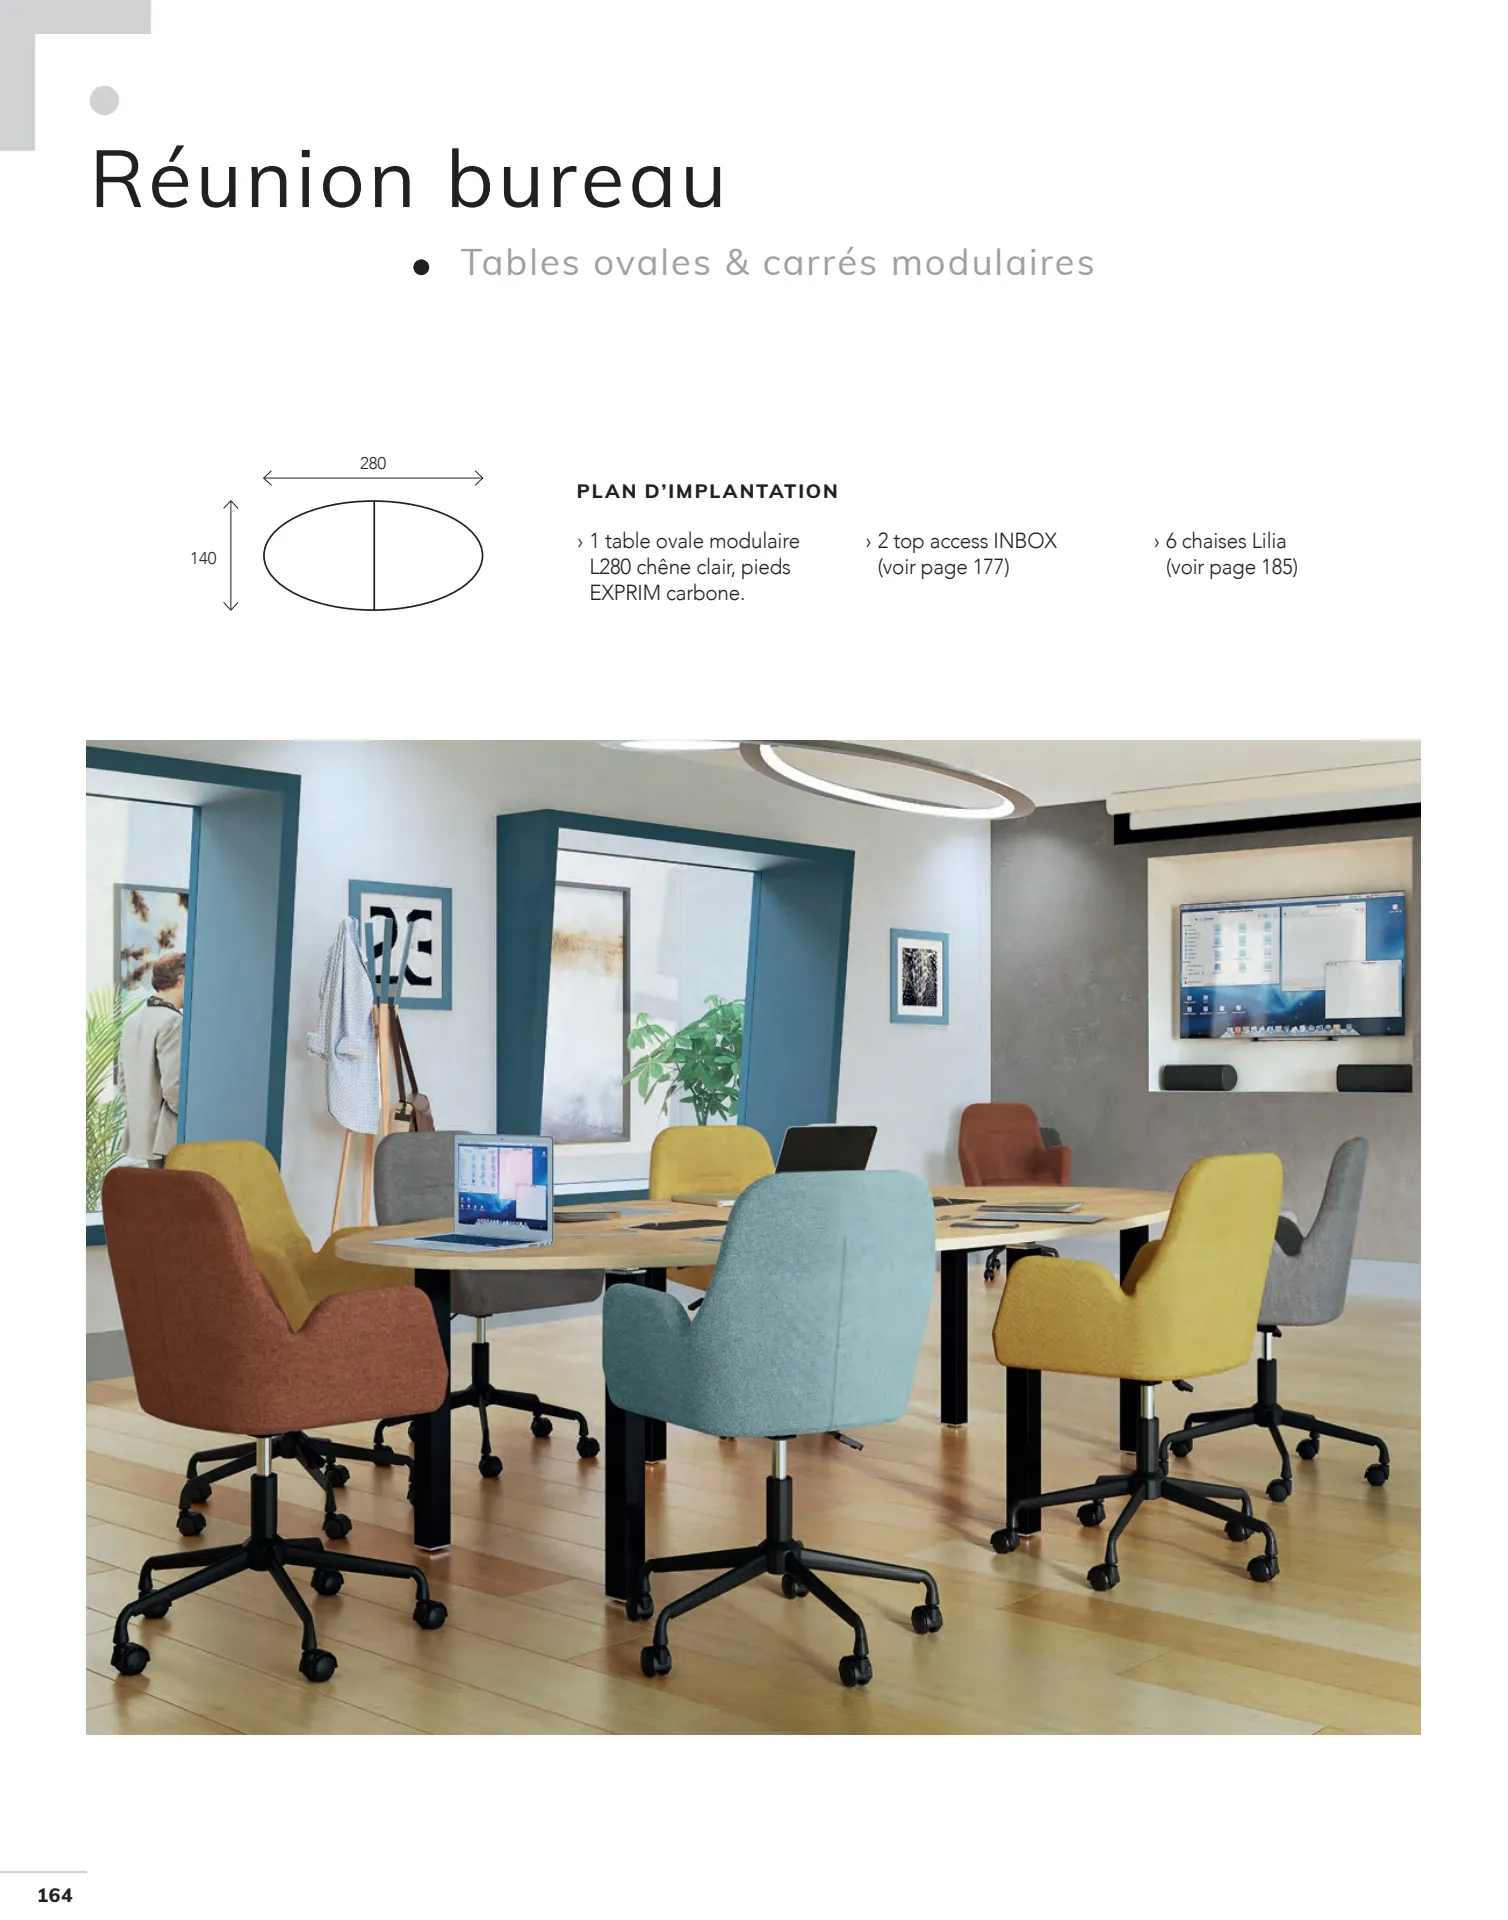 Réunion bureau
Tables ovales & carrés modulaires
280
140
PLAN D’IMPLANTATION
› 1 table ovale modulaire
L280 chêne clair, pieds
EXPRIM carbone.
› 2 top access INBOX
(voir page 177)
› 6 chaises Lilia
(voir page 185)
23
164